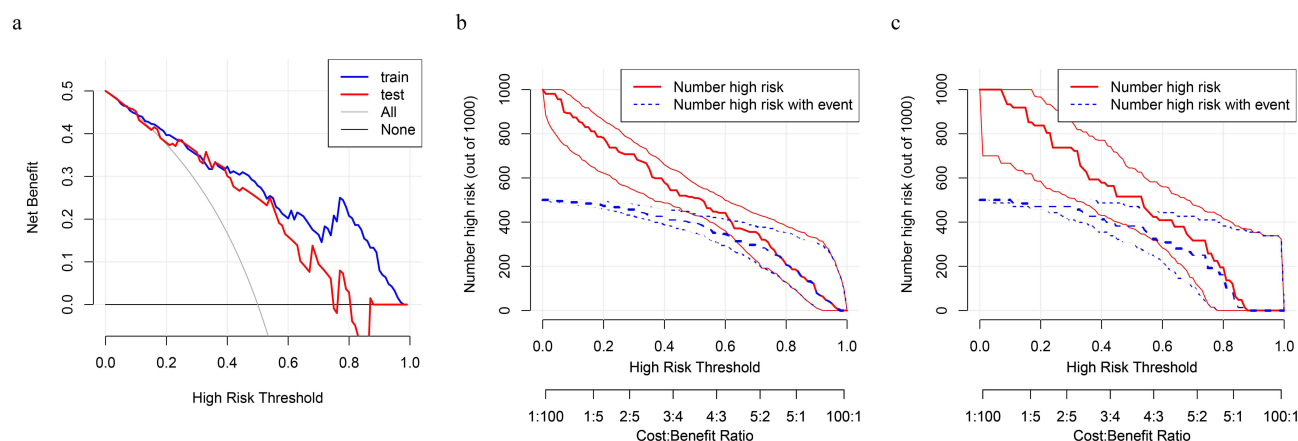 a
b
c
train
test
All
None
Net Benefit
0.5
0.4
0.3
0.2
0.1
0.0
0.0 0.2 0.4 0.6 0.8 1.0
High Risk Threshold
Number high risk
Number high risk with event
Number high risk (out of 1000)
1000
800
600
400
200
0
0.0 0.2 0.4 0.6 0.8 1.0
High Risk Threshold
1:100 1:5 2:5 3:4 4:3 5:2 5:1 100:1
Cost:Benefit Ratio
Number high risk
Number high risk with event
Number high risk (out of 1000)
1000
800
600
400
200
0
0.0 0.2 0.4 0.6 0.8 1.0
High Risk Threshold
1:100 1:5 2:5 3:4 4:3 5:2 5:1 100:1
Cost:Benefit Ratio